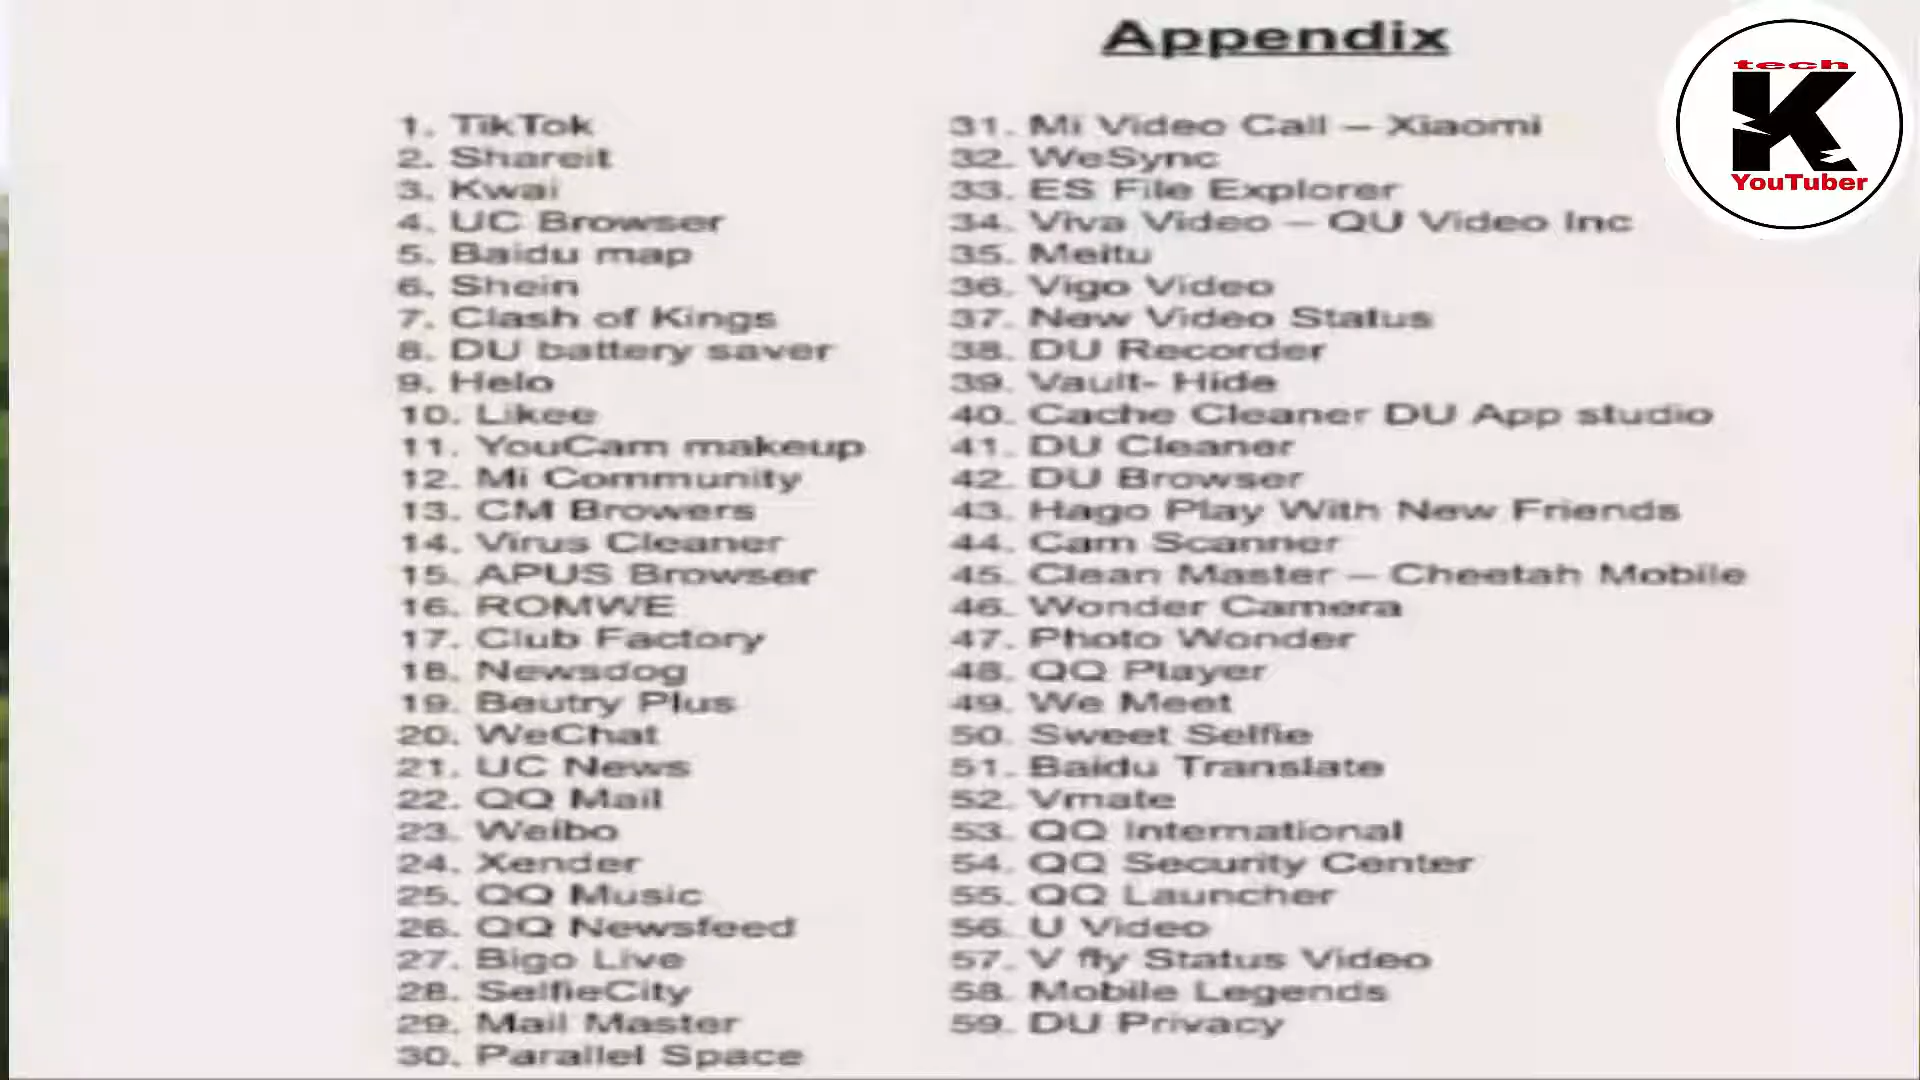 Appendix
tech
K
YouTuber
1. TikTok
2. Shareit
3. Kwai
4. UC Browser
5. Baidu map
6. Shein
7. Clash of Kings
8. DU battery saver
9. Helo
10. Likee
11. YouCam makeup
12. Mi Community
13. CM Browers
14. Virus Cleaner
15. APUS Browser
16. ROMWE
17. Club Factory
18. Newsdog
19. Beutry Plus
20. WeChat
21. UC News
22. QQ Mail
23. Weibo
24. Xender
25. QQ Music
26. QQ Newsfeed
27. Bigo Live
28. SelfieCity
29. Mail Master
30. Parallel Space
31. Mi Video Call – Xiaomi
32. WeSync
33. ES File Explorer
34. Viva Video – QU Video Inc
35. Meitu
36. Vigo Video
37. New Video Status
38. DU Recorder
39. Vault- Hide
40. Cache Cleaner DU App studio
41. DU Cleaner
42. DU Browser
43. Hago Play With New Friends
44. Cam Scanner
45. Clean Master – Cheetah Mobile
46. Wonder Camera
47. Photo Wonder
48. QQ Player
49. We Meet
50. Sweet Selfie
51. Baidu Translate
52. Vmate
53. QQ International
54. QQ Security Center
55. QQ Launcher
56. U Video
57. V fly Status Video
58. Mobile Legends
59. DU Privacy